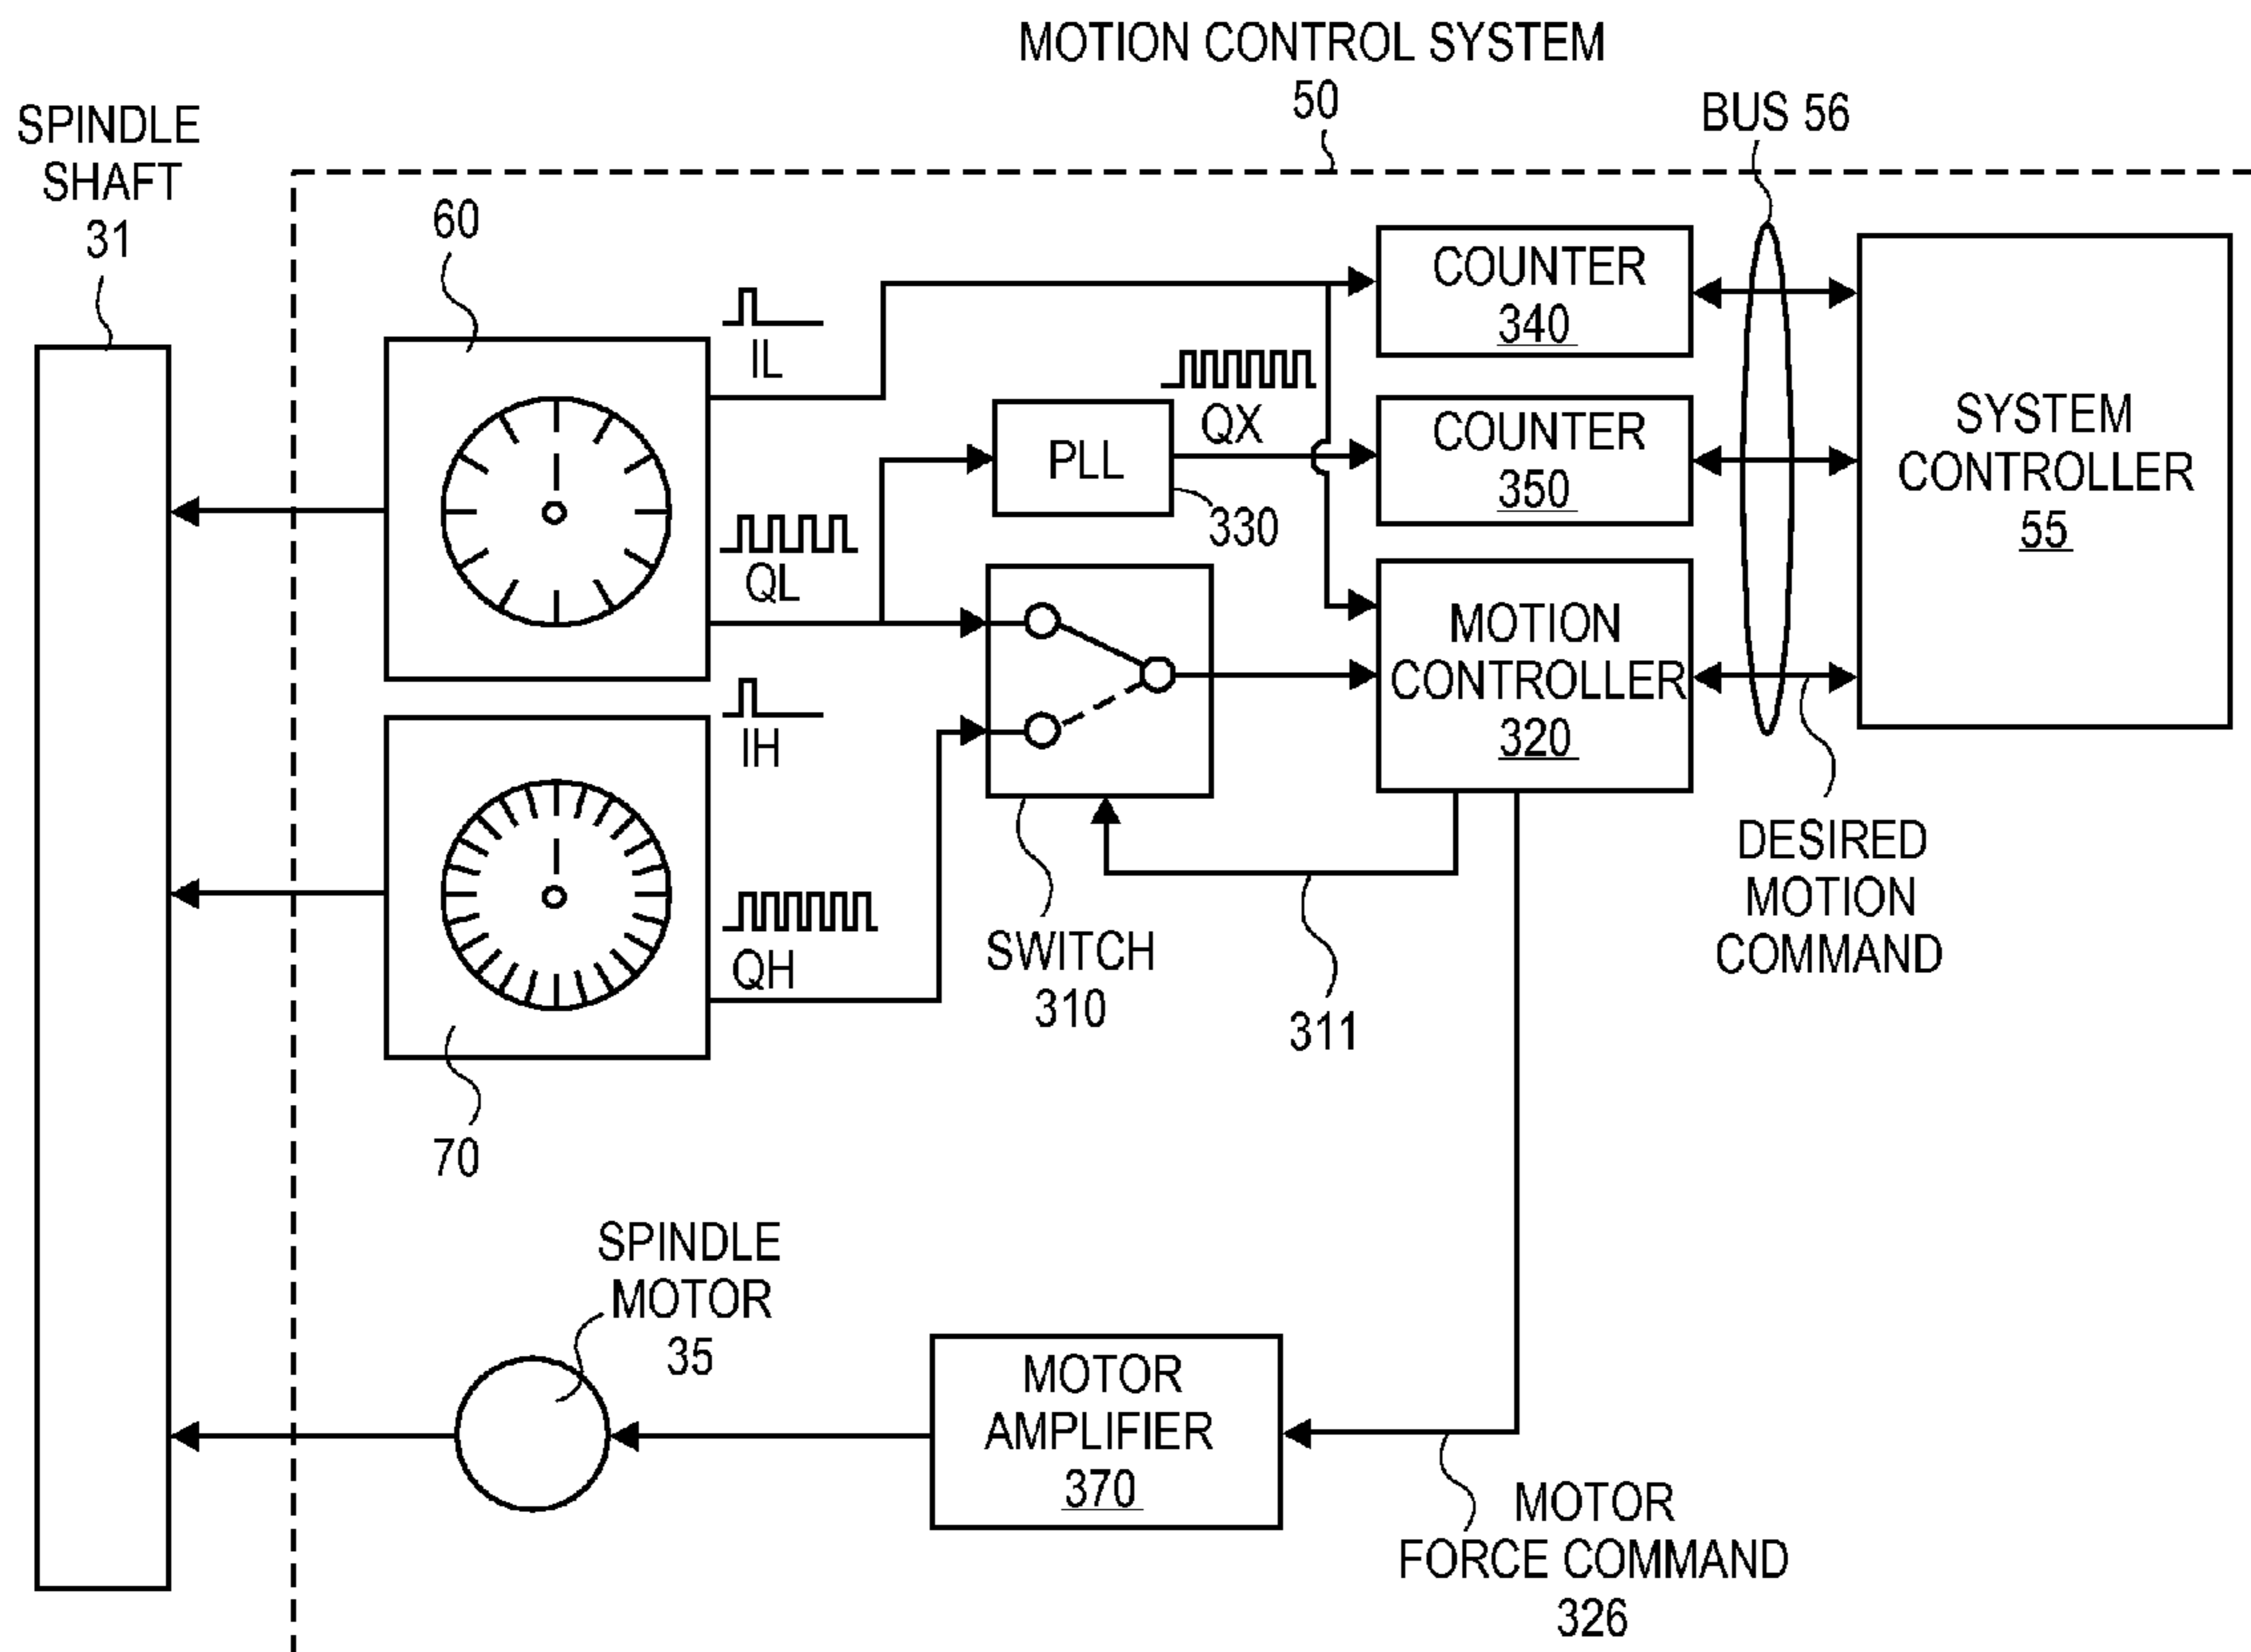 MOTION CONTROL SYSTEM
50
BUS 56
SPINDLE
SHAFT
31
60
IL
COUNTER
340
QX
PLL
330
COUNTER
350
SYSTEM
CONTROLLER
55
QL
MOTION
CONTROLLER
320
IH
QH
SWITCH
310
311
DESIRED
MOTION
COMMAND
70
SPINDLE
MOTOR
35
MOTOR
AMPLIFIER
370
MOTOR
FORCE COMMAND
326